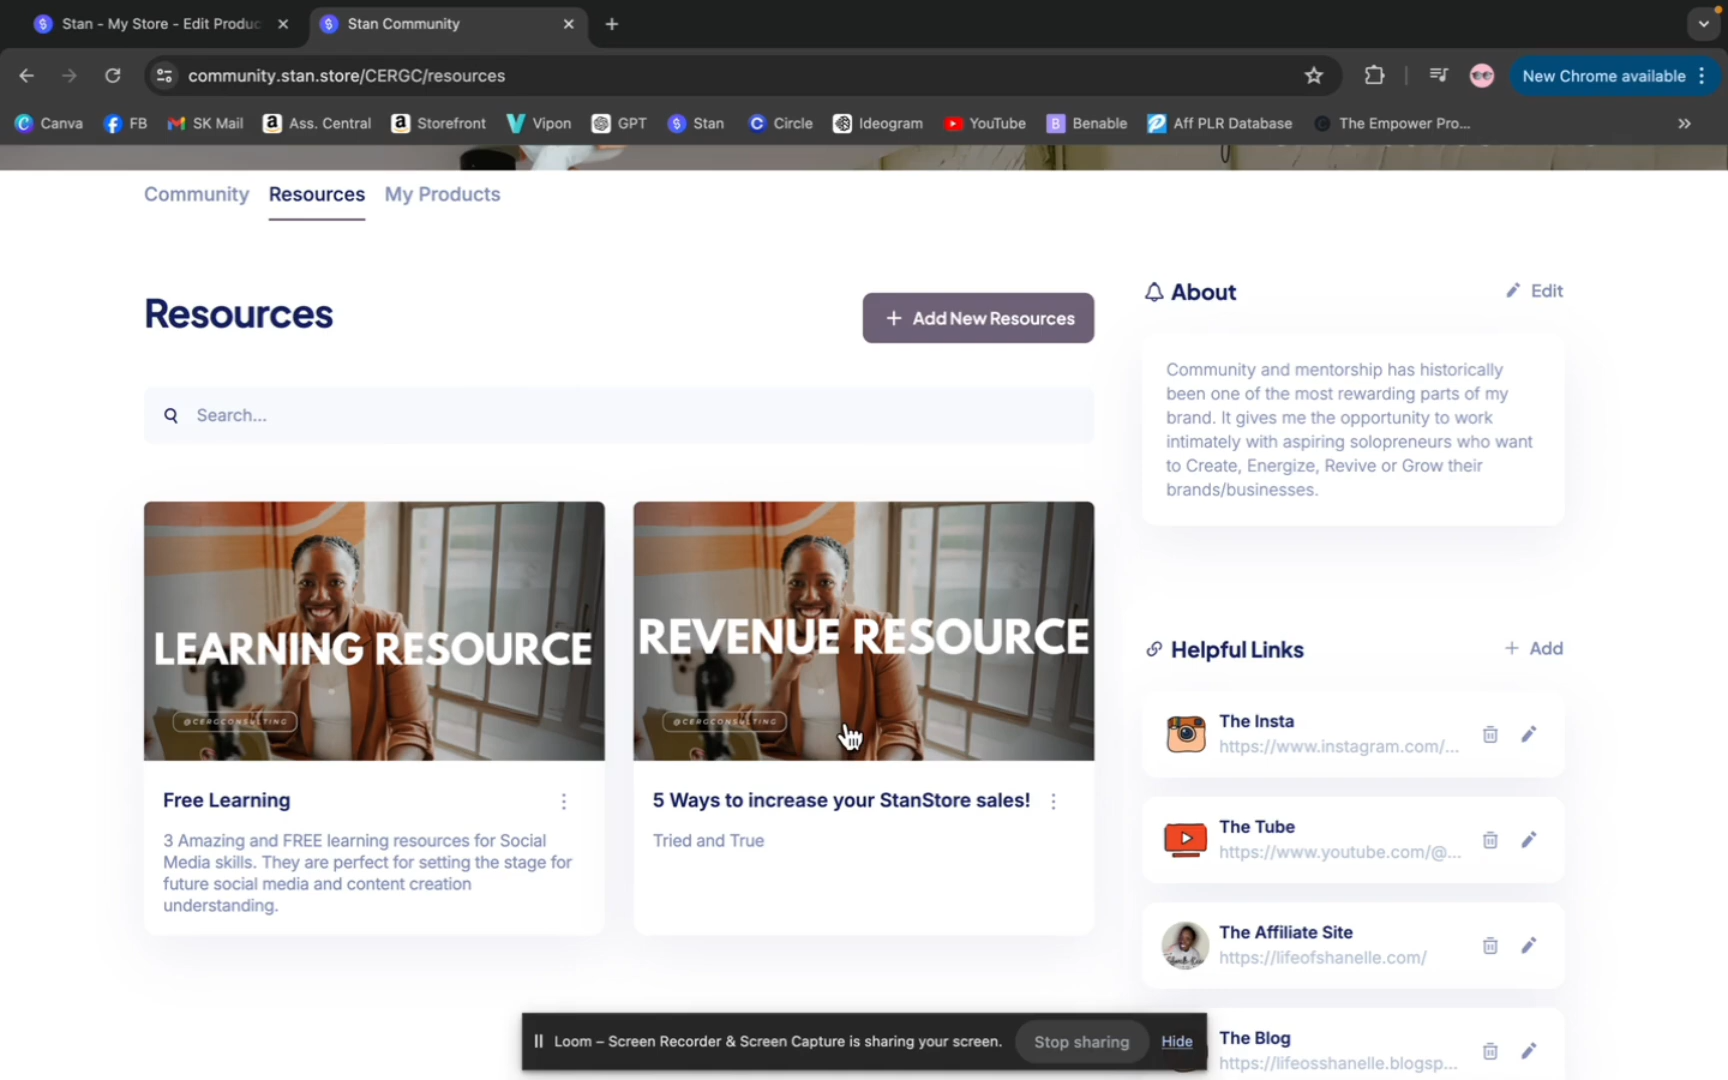 Stan - My Store - Edit Produc
Stan Community
community.stan.store/CERGC/resources
New Chrome available
Canva
FB
SK Mail
Ass. Central
Storefront
Vipon
GPT
Stan
Circle
Ideogram
YouTube
Benable
Aff PLR Database
The Empower Pro...
Community
Resources
My Products
Resources
+ Add New Resources
Search...
LEARNING RESOURCE
@CERGCONSULTING
Free Learning
3 Amazing and FREE learning resources for Social
Media skills. They are perfect for setting the stage for
future social media and content creation
understanding.
REVENUE RESOURCE
@CERGCONSULTING
5 Ways to increase your StanStore sales!
Tried and True
About
Edit
Community and mentorship has historically
been one of the most rewarding parts of my
brand. It gives me the opportunity to work
intimately with aspiring solopreneurs who want
to Create, Energize, Revive or Grow their
brands/businesses.
Helpful Links
+ Add
The Insta
https://www.instagram.com/...
The Tube
https://www.youtube.com/@...
The Affiliate Site
https://lifeofshanelle.com/
The Blog
https://lifeosshanelle.blogsp...
Loom – Screen Recorder & Screen Capture is sharing your screen.
Stop sharing
Hide